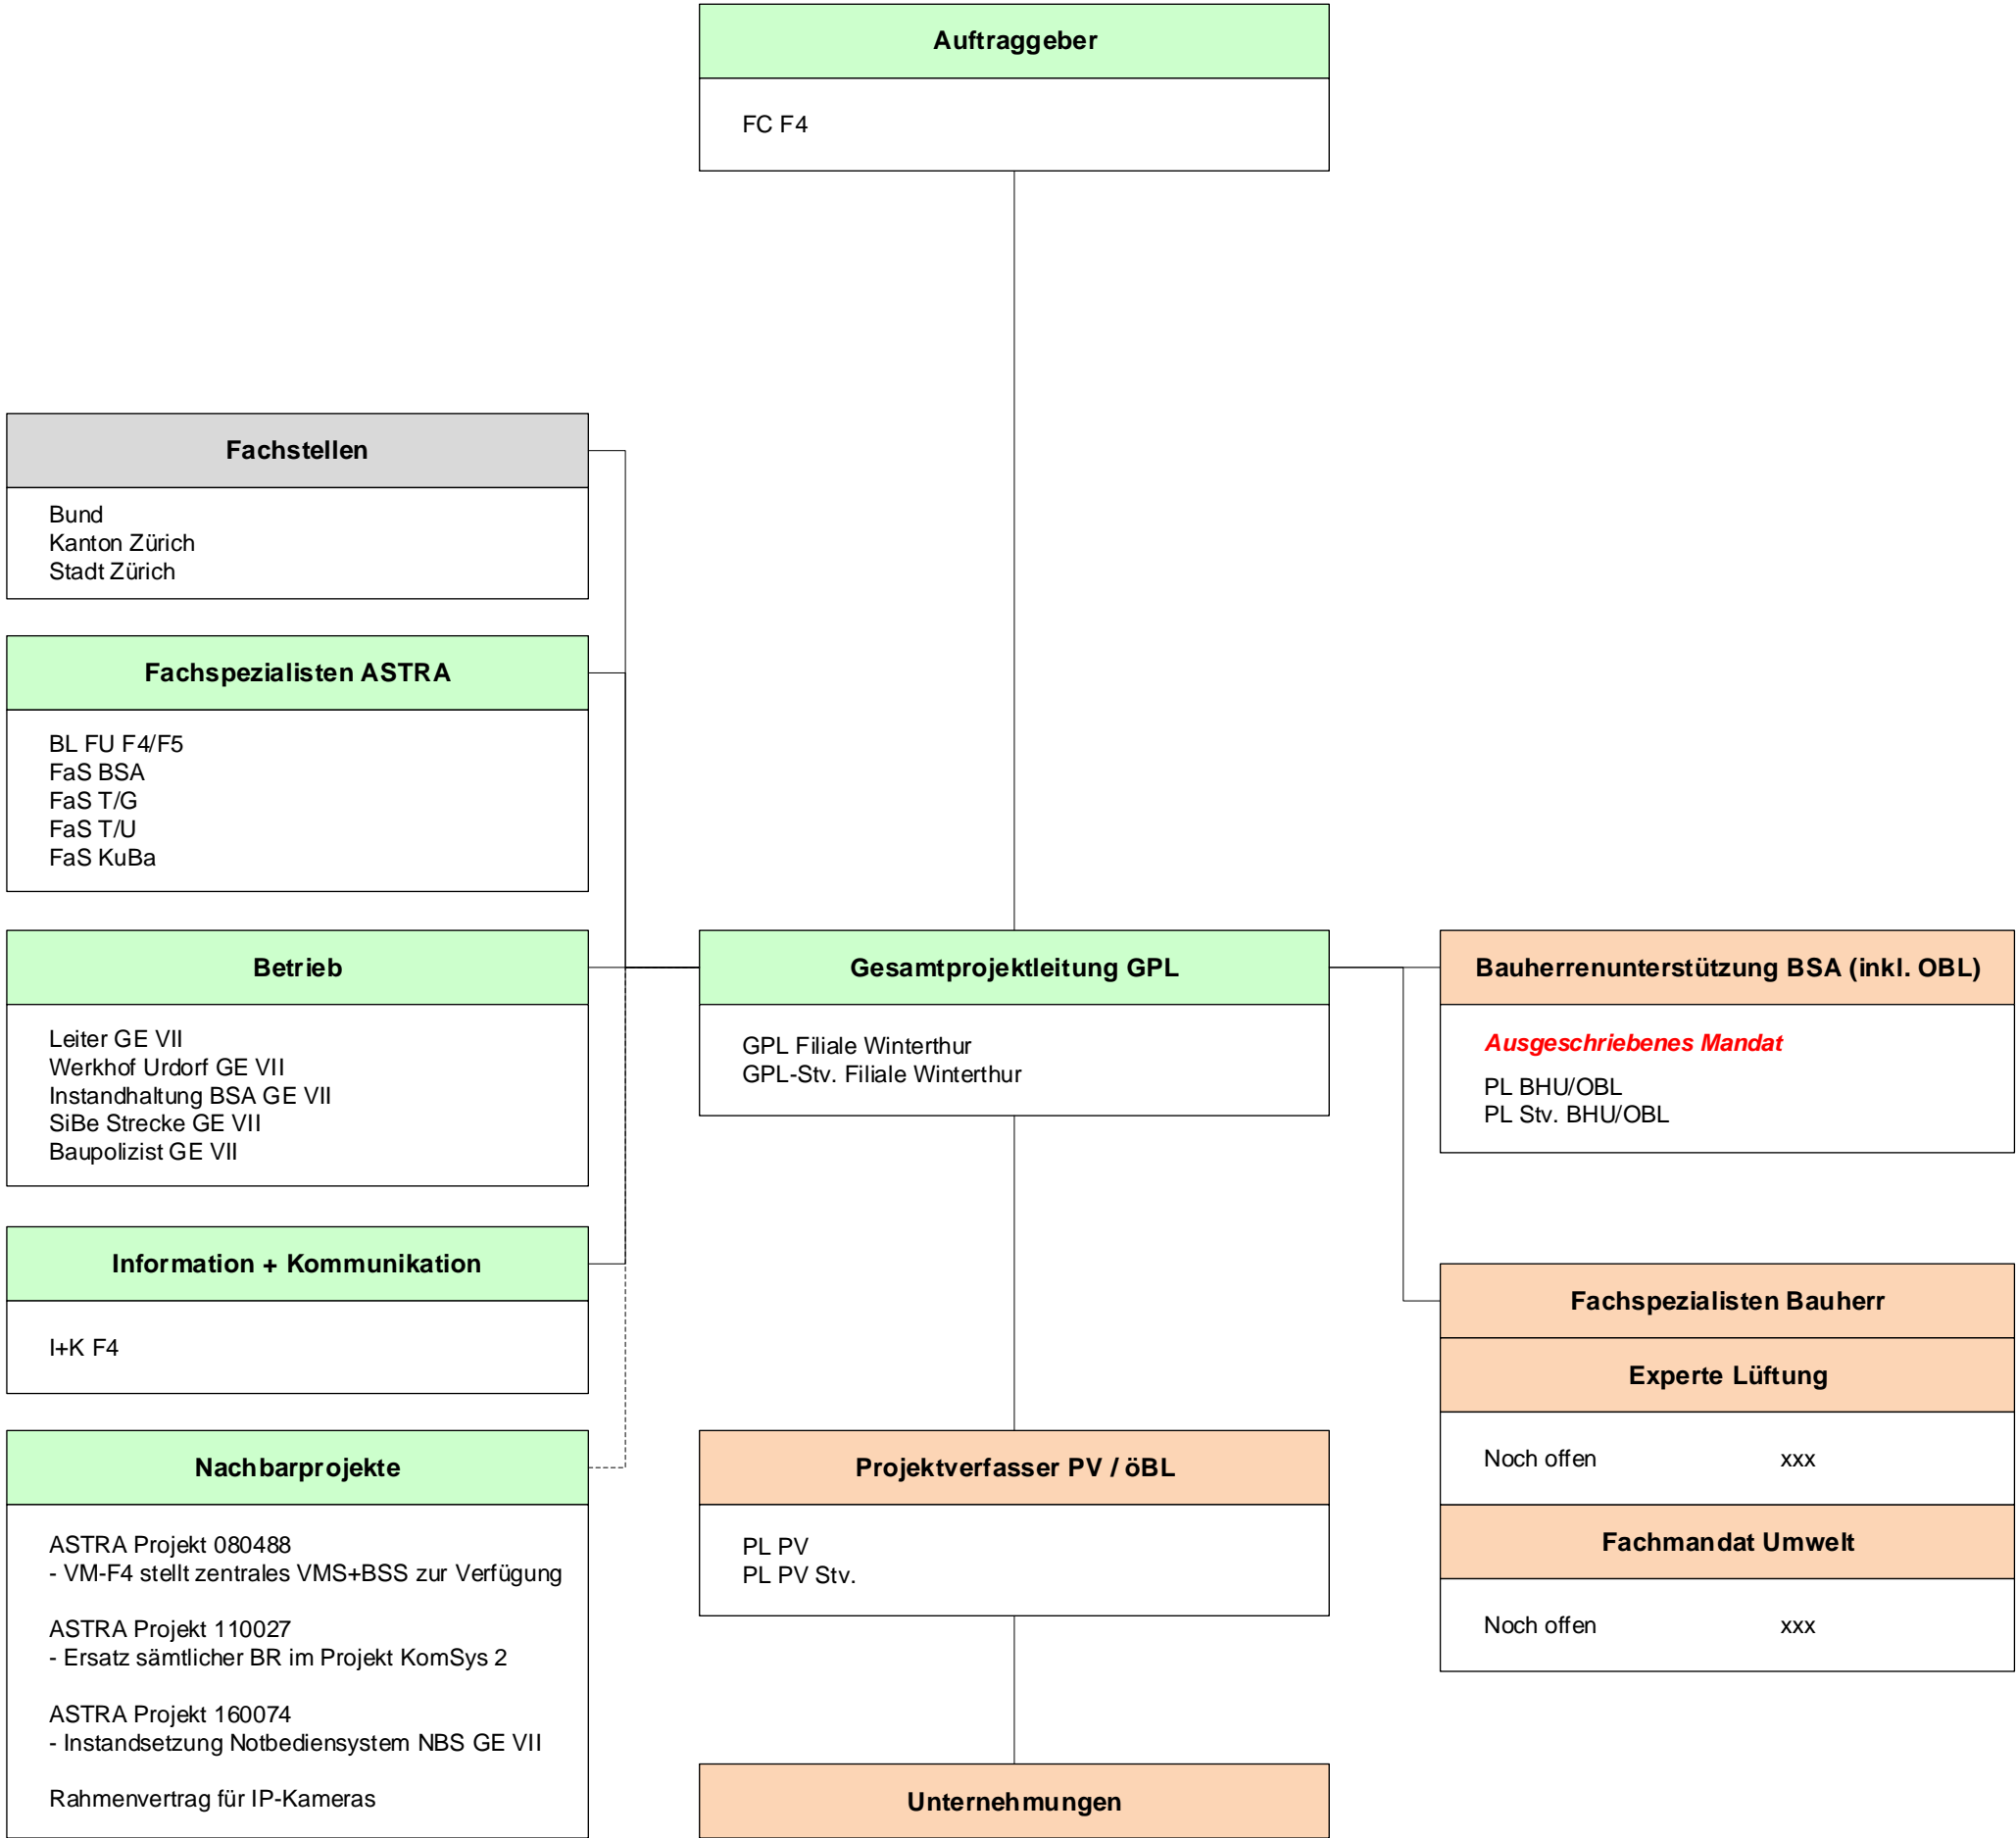 Auftraggeber
FC F4
Fachstellen
Bund
Kanton Zürich
Stadt Zürich
Fachspezialisten ASTRA
BL FU F4/F5
FaS BSA
FaS T/G
FaS T/U
FaS KuBa
Betrieb
Leiter GE VII
Werkhof Urdorf GE VII
Instandhaltung BSA GE VII
SiBe Strecke GE VII
Baupolizist GE VII
Information + Kommunikation
I+K F4
Nachbarprojekte
ASTRA Projekt 080488
- VM-F4 stellt zentrales VMS+BSS zur Verfügung
ASTRA Projekt 110027
- Ersatz sämtlicher BR im Projekt KomSys 2
ASTRA Projekt 160074
- Instandsetzung Notbediensystem NBS GE VII
Rahmenvertrag für IP-Kameras
Gesamtprojektleitung GPL
GPL Filiale Winterthur
GPL-Stv. Filiale Winterthur
Projektverfasser PV / öBL
PL PV
PL PV Stv.
Unternehmungen
Bauherrenunterstützung BSA (inkl. OBL)
Ausgeschriebenes Mandat
PL BHU/OBL
PL Stv. BHU/OBL
Fachspezialisten Bauherr
Experte Lüftung
Noch offen xxx
Fachmandat Umwelt
Noch offen xxx